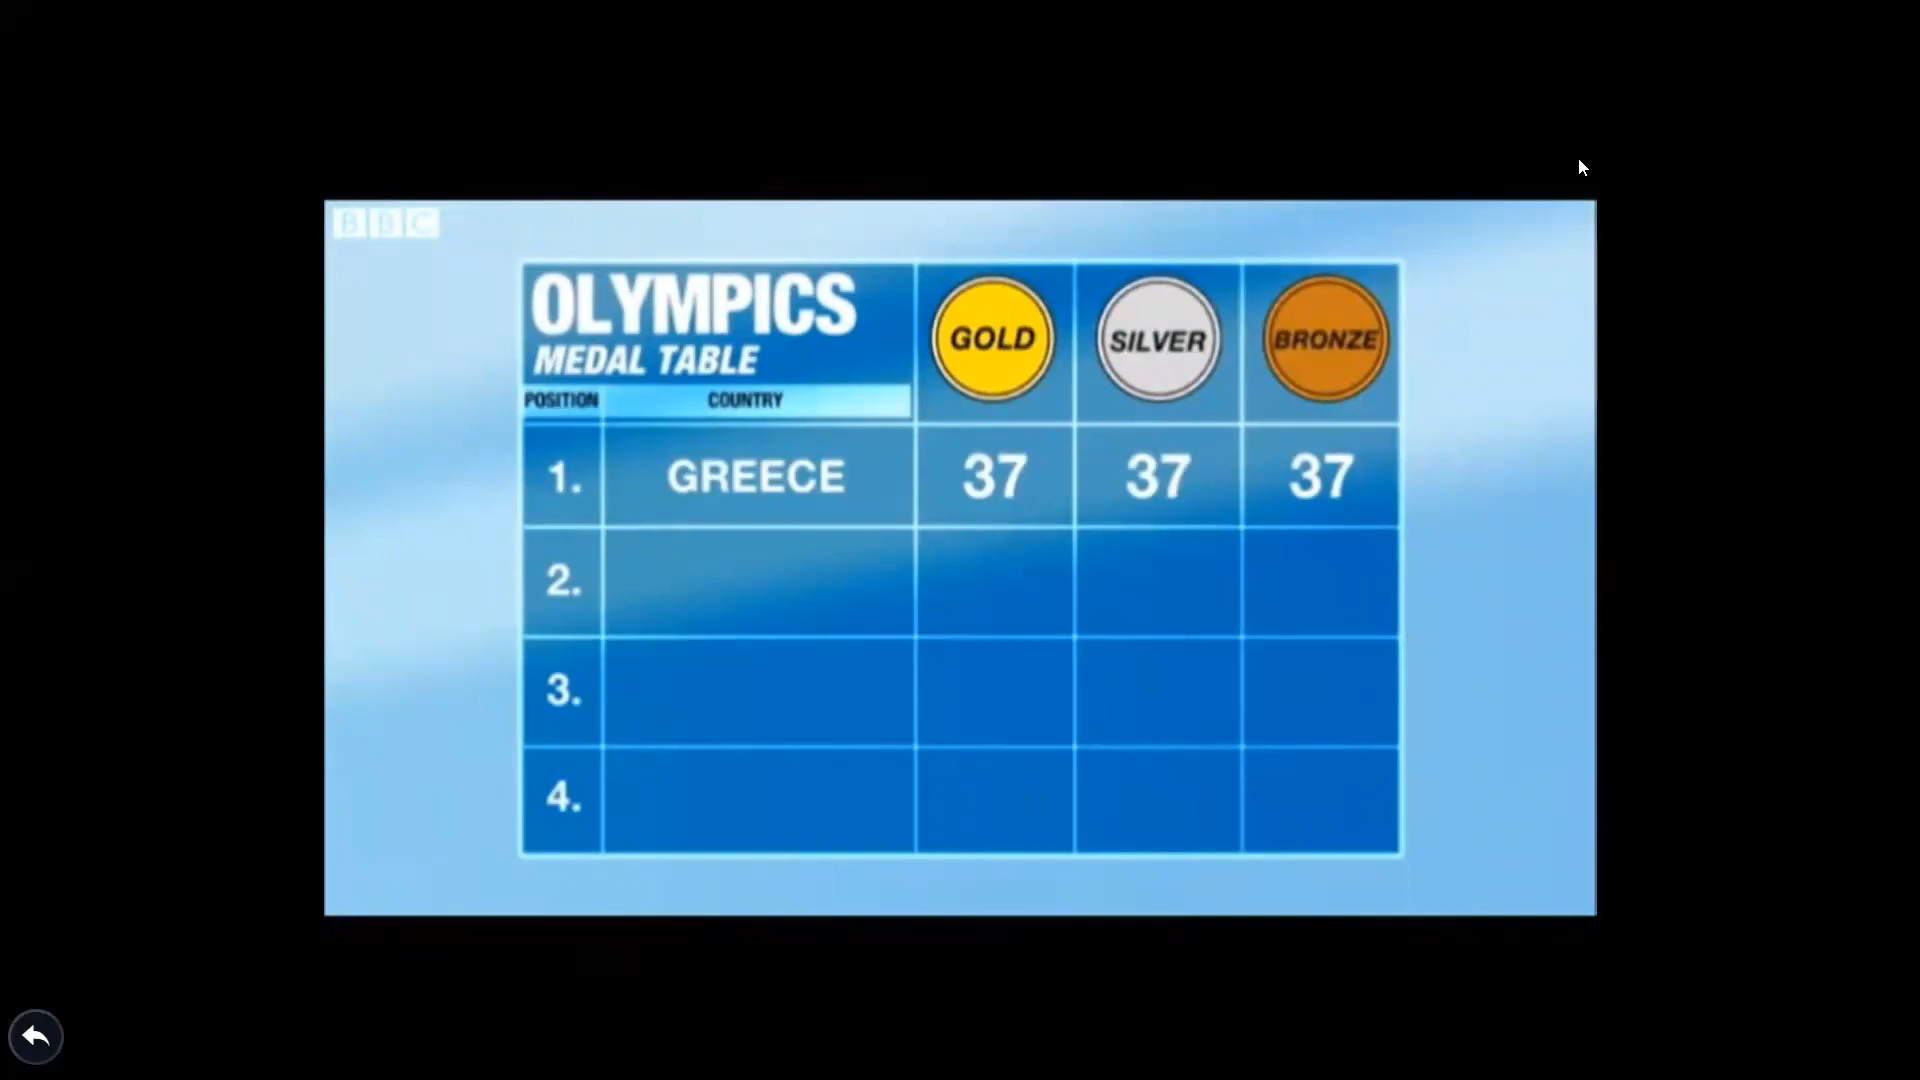 BBC
OLYMPICS
MEDAL TABLE
GOLD SILVER BRONZE
POSITION COUNTRY
1. GREECE 37 37 37
2.
3.
4.